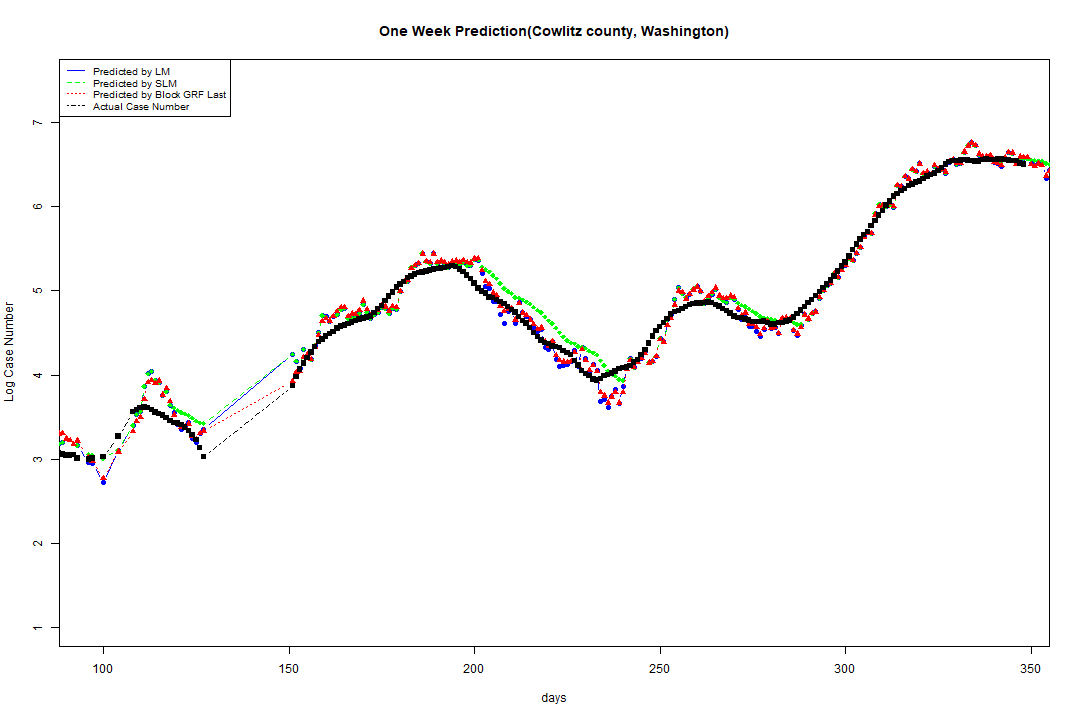 One Week Prediction(Cowlitz county, Washington)
Predicted by LM
Predicted by SLM
Predicted by Block GRF Last
Actual Case Number
7
6
5
4
3
2
1
Log Case Number
100 150 200 250 300 350
days